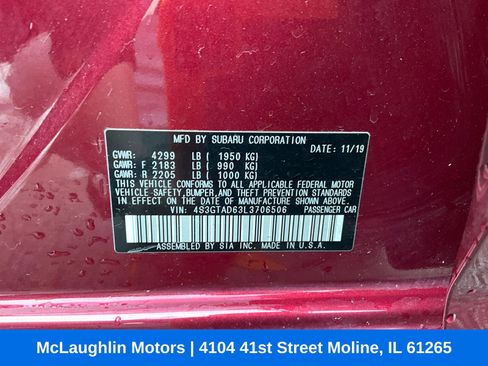 MFD BY SUBARU CORPORATION
GVWR: 4299 LB ( 1950 KG) DATE: 11/19
GAWR: F 2183 LB ( 990 KG)
GAWR: R 2205 LB ( 1000 KG)
THIS VEHICLE CONFORMS TO ALL APPLICABLE FEDERAL MOTOR
VEHICLE SAFETY,BUMPER,AND THEFT PREVENTION STANDARDS
IN EFFECT ON THE DATE OF MANUFACTURE SHOWN ABOVE.
VIN: 4S3GTAD63L3706506 PASSENGER CAR
ASSEMBLED BY SIA INC. MADE IN U.S.A.
McLaughlin Motors | 4104 41st Street Moline, IL 61265